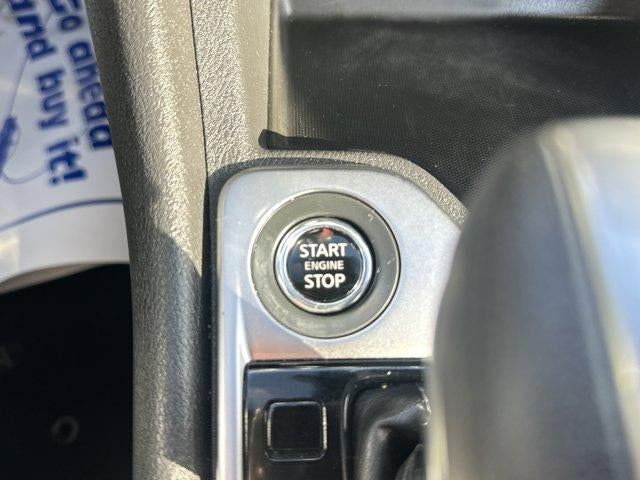 Go ahead
and buy it!
START
ENGINE
STOP